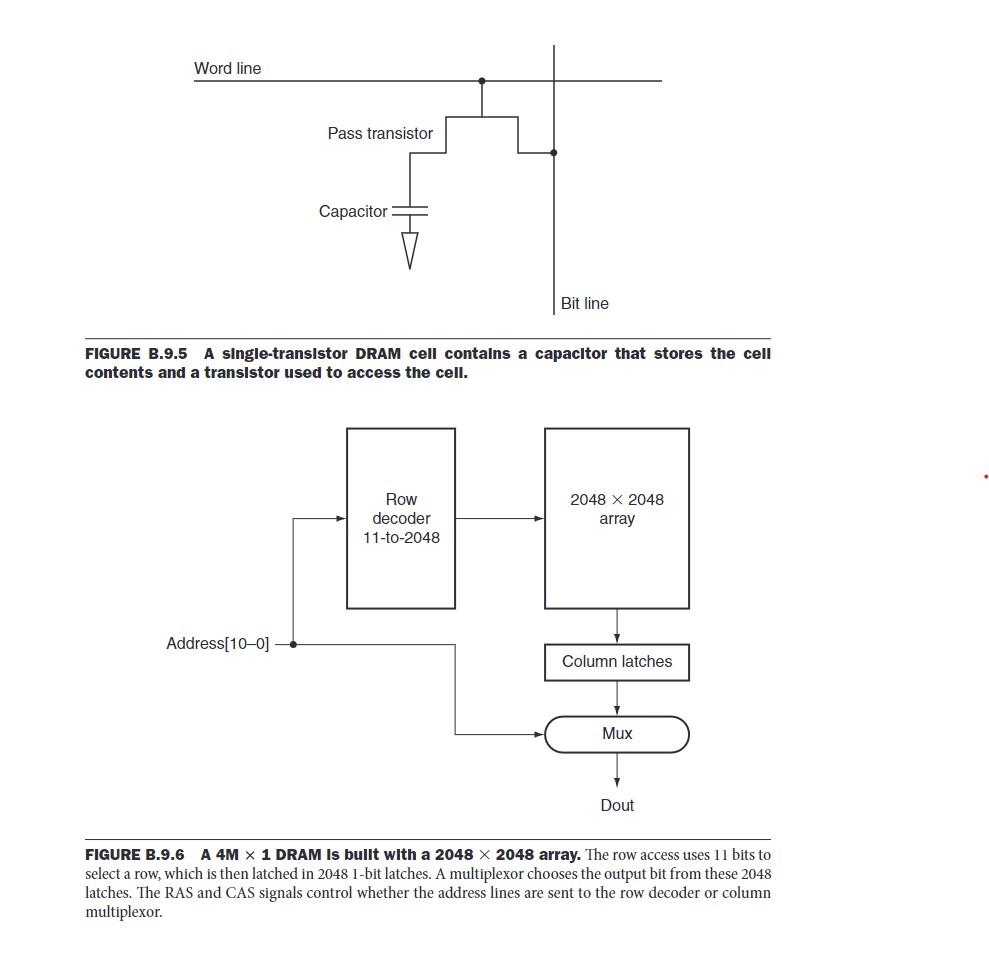 Word line
Pass transistor
Capacitor
Bit line
FIGURE B.9.5 A single-transistor DRAM cell contains a capacitor that stores the cell
contents and a transistor used to access the cell.
Row
decoder
11-to-2048
2048 × 2048
array
Address[10–0]
Column latches
Mux
Dout
FIGURE B.9.6 A 4M × 1 DRAM is built with a 2048 × 2048 array. The row access uses 11 bits to
select a row, which is then latched in 2048 1-bit latches. A multiplexor chooses the output bit from these 2048
latches. The RAS and CAS signals control whether the address lines are sent to the row decoder or column
multiplexor.